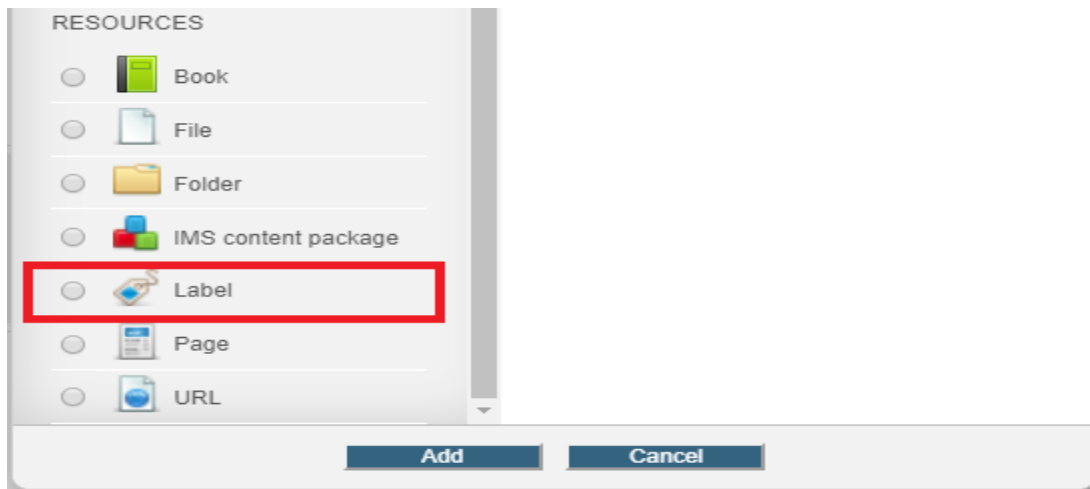 RESOURCES
Book
File
Folder
IMS content package
Label
Page
URL
Add Cancel